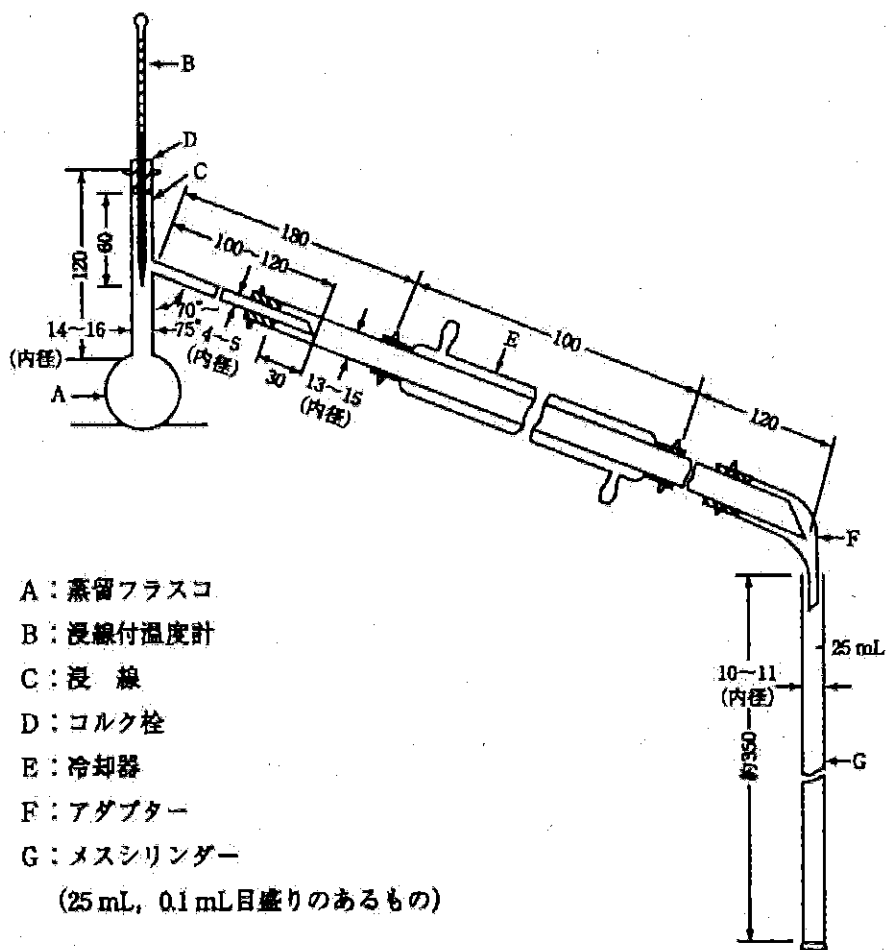 B
D
C
120
60
180
100~120
70°~
75°
14~16
(内径)
4~5
(内径)
30
13~15
(内径)
E
100
120
A
F
25 mL
10~11
(内径)
約350
G
A:蒸留フラスコ
B:浸線付温度計
C:浸 線
D:コルク栓
E:冷却器
F:アダプター
G:メスシリンダー
(25 mL, 0.1 mL目盛りのあるもの)